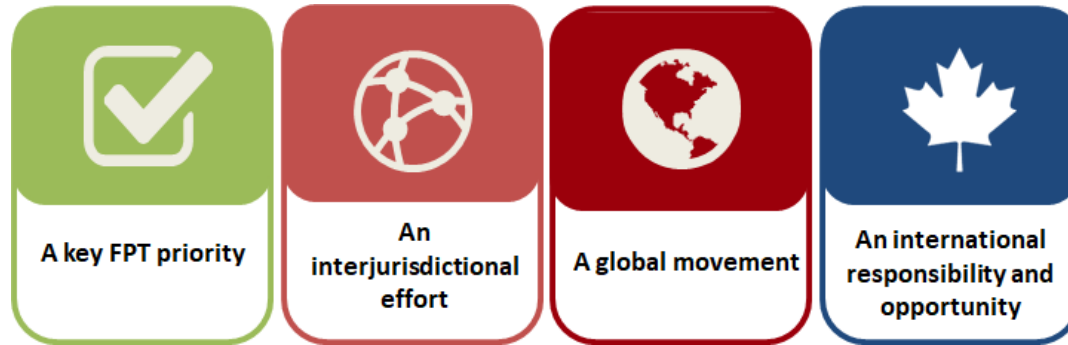 A key FPT priority
An
interjurisdictional
effort
A global movement
An international
responsibility and
opportunity